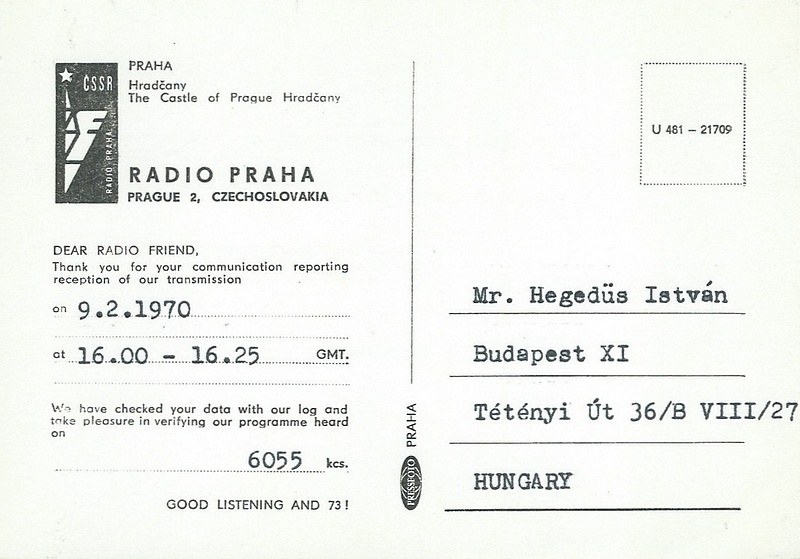 PRAHA
Hradčany
The Castle of Prague Hradčany
ČSSR
RADIO PRAHA
RADIO PRAHA
PRAGUE 2, CZECHOSLOVAKIA
DEAR RADIO FRIEND,
Thank you for your communication reporting
reception of our transmission
on 9.2.1970
at 16.00 - 16.25 GMT.
We have checked your data with our log and
take pleasure in verifying our programme heard
on
6055 kcs.
GOOD LISTENING AND 73!
PRESSFOTO PRAHA
U 481 – 21709
Mr. Hegedüs István
Budapest XI
Tétényi Út 36/B VIII/27
HUNGARY